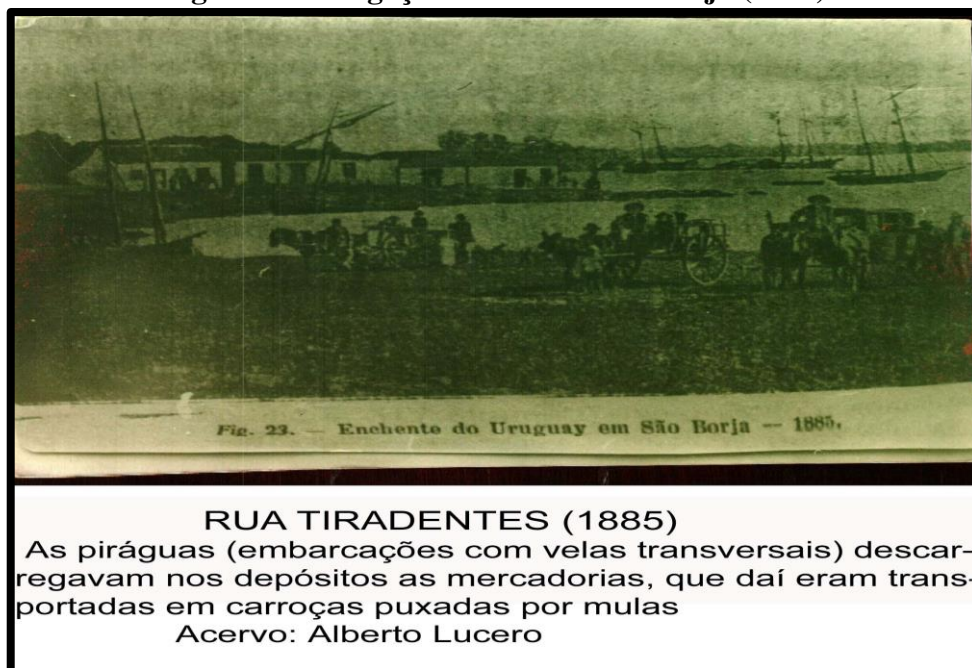 Fig. 23. — Enchente do Uruguay em São Borja — 1885.
RUA TIRADENTES (1885)
As piráguas (embarcações com velas transversais) descar-
regavam nos depósitos as mercadorias, que daí eram trans-
portadas em carroças puxadas por mulas
Acervo: Alberto Lucero